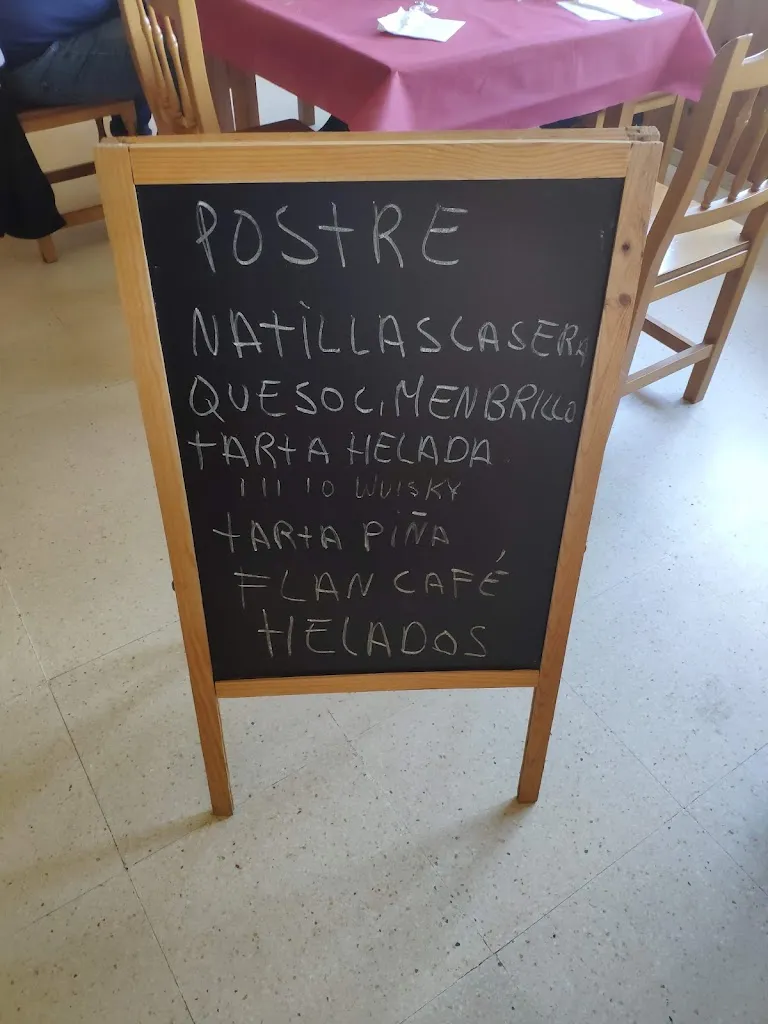 POSTRE
NATILLAS CASERA
QUESO C, MENBRILLO
TARTA HELADA
WUISKY
TARTA PIÑA
FLAN CAFÉ
HELADOS